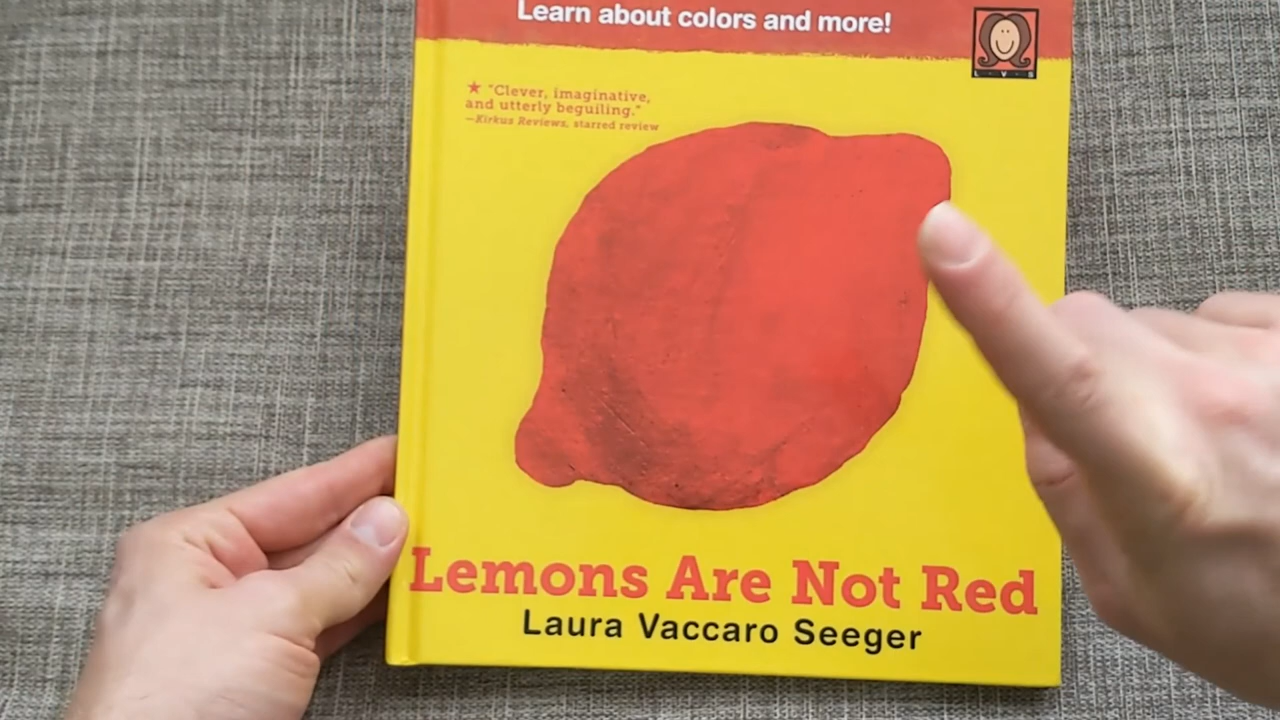 Learn about colors and more!
L V S
★ "Clever, imaginative,
and utterly beguiling."
—Kirkus Reviews, starred review
Lemons Are Not Red
Laura Vaccaro Seeger